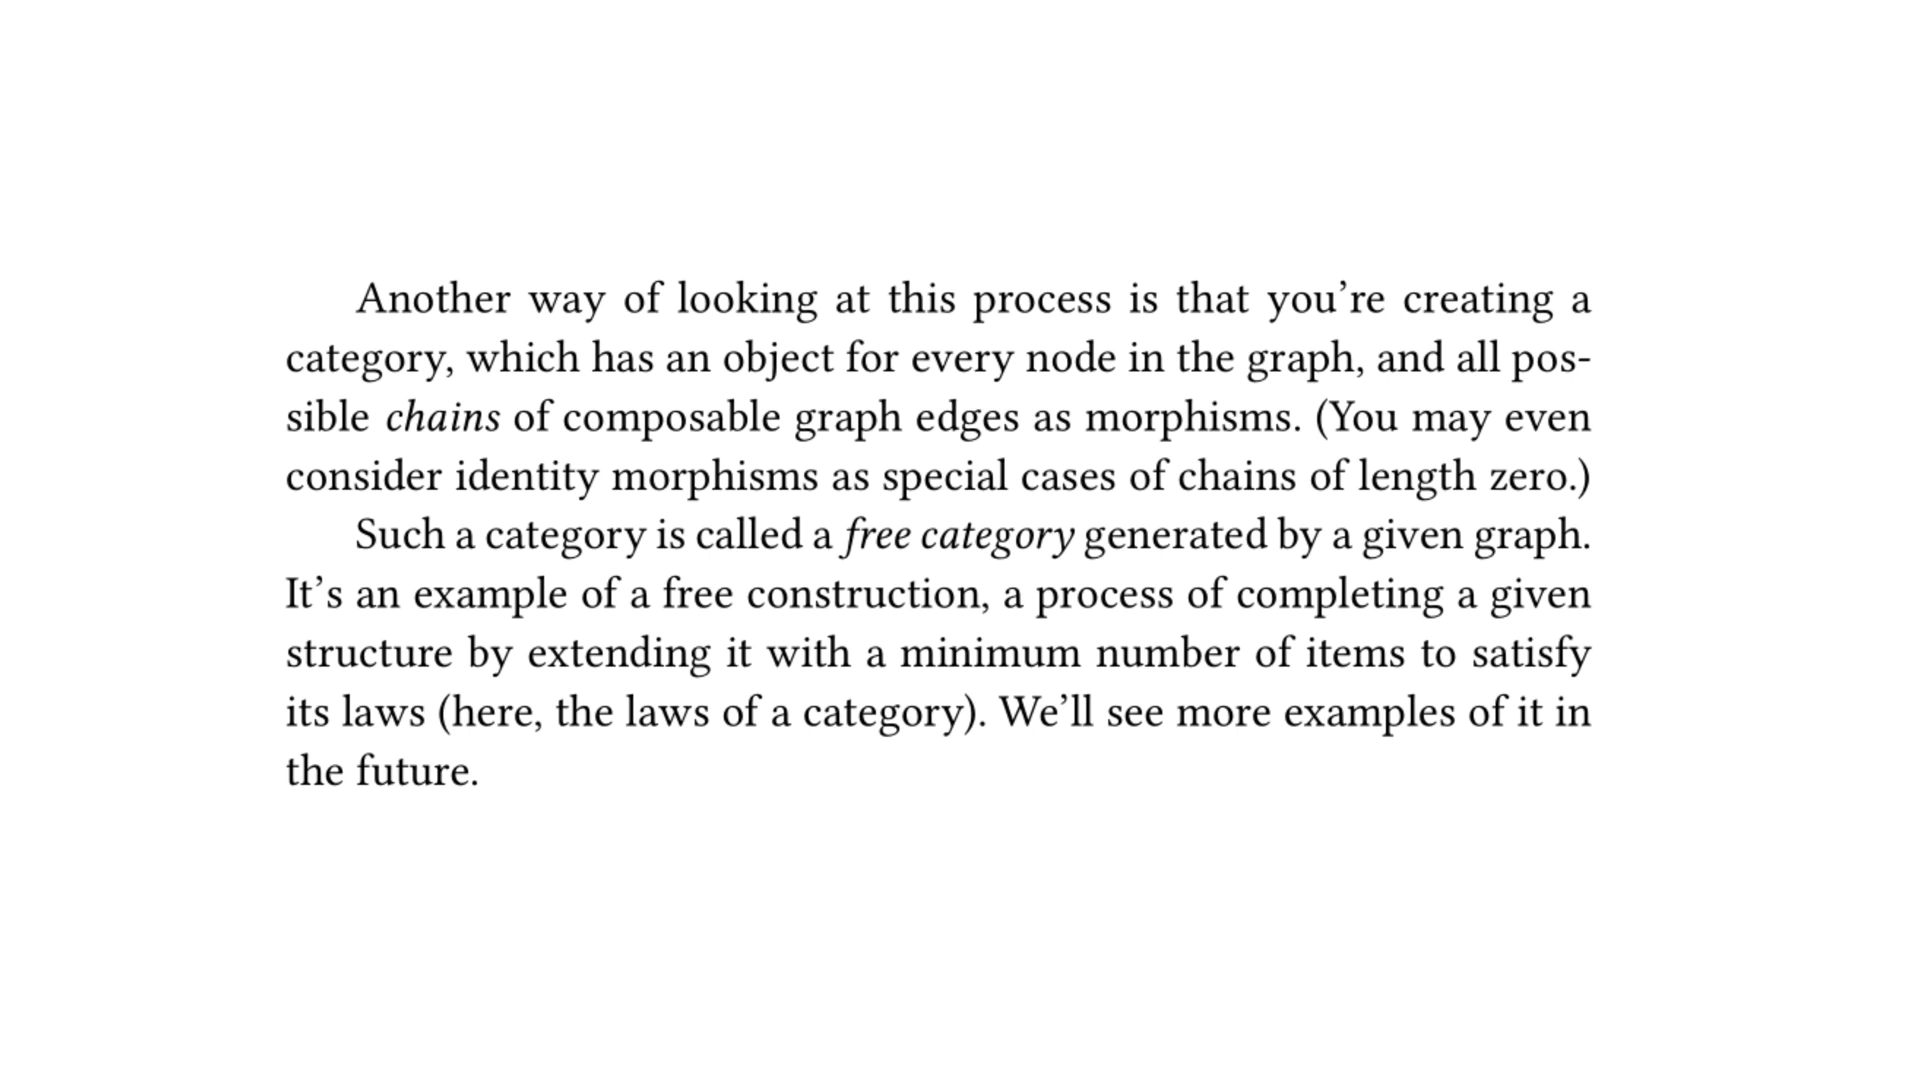 Another way of looking at this process is that you’re creating a
category, which has an object for every node in the graph, and all pos-
sible chains of composable graph edges as morphisms. (You may even
consider identity morphisms as special cases of chains of length zero.)
Such a category is called a free category generated by a given graph.
It’s an example of a free construction, a process of completing a given
structure by extending it with a minimum number of items to satisfy
its laws (here, the laws of a category). We’ll see more examples of it in
the future.